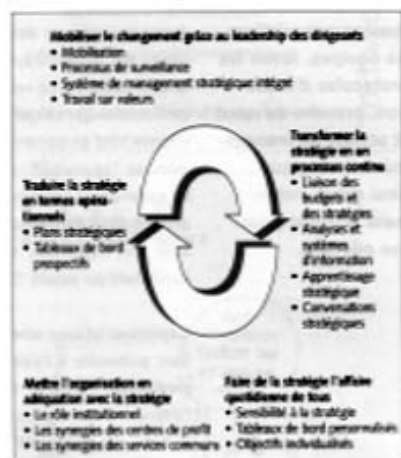 Mobiliser le changement grâce au leadership des dirigeants
• Mobilisation
• Processus de surveillance
• Système de management stratégique intégré
• Travail sur valeurs
Transformer la
stratégie en un
processus continu
• Liaison des
budgets et
des stratégies
• Analyses et
systèmes
d'information
• Apprentissage
stratégique
• Conversations
stratégiques
Traduire la stratégie
en termes opéra-
tionnels
• Plans stratégiques
• Tableaux de bord
prospectifs
Mettre l'organisation en
adéquation avec la stratégie
• Le rôle institutionnel
• Les synergies des centres de profit
• Les synergies des services communs
Faire de la stratégie l'affaire
quotidienne de tous
• Sensibilité à la stratégie
• Tableaux de bord personnalisés
• Objectifs individualisés